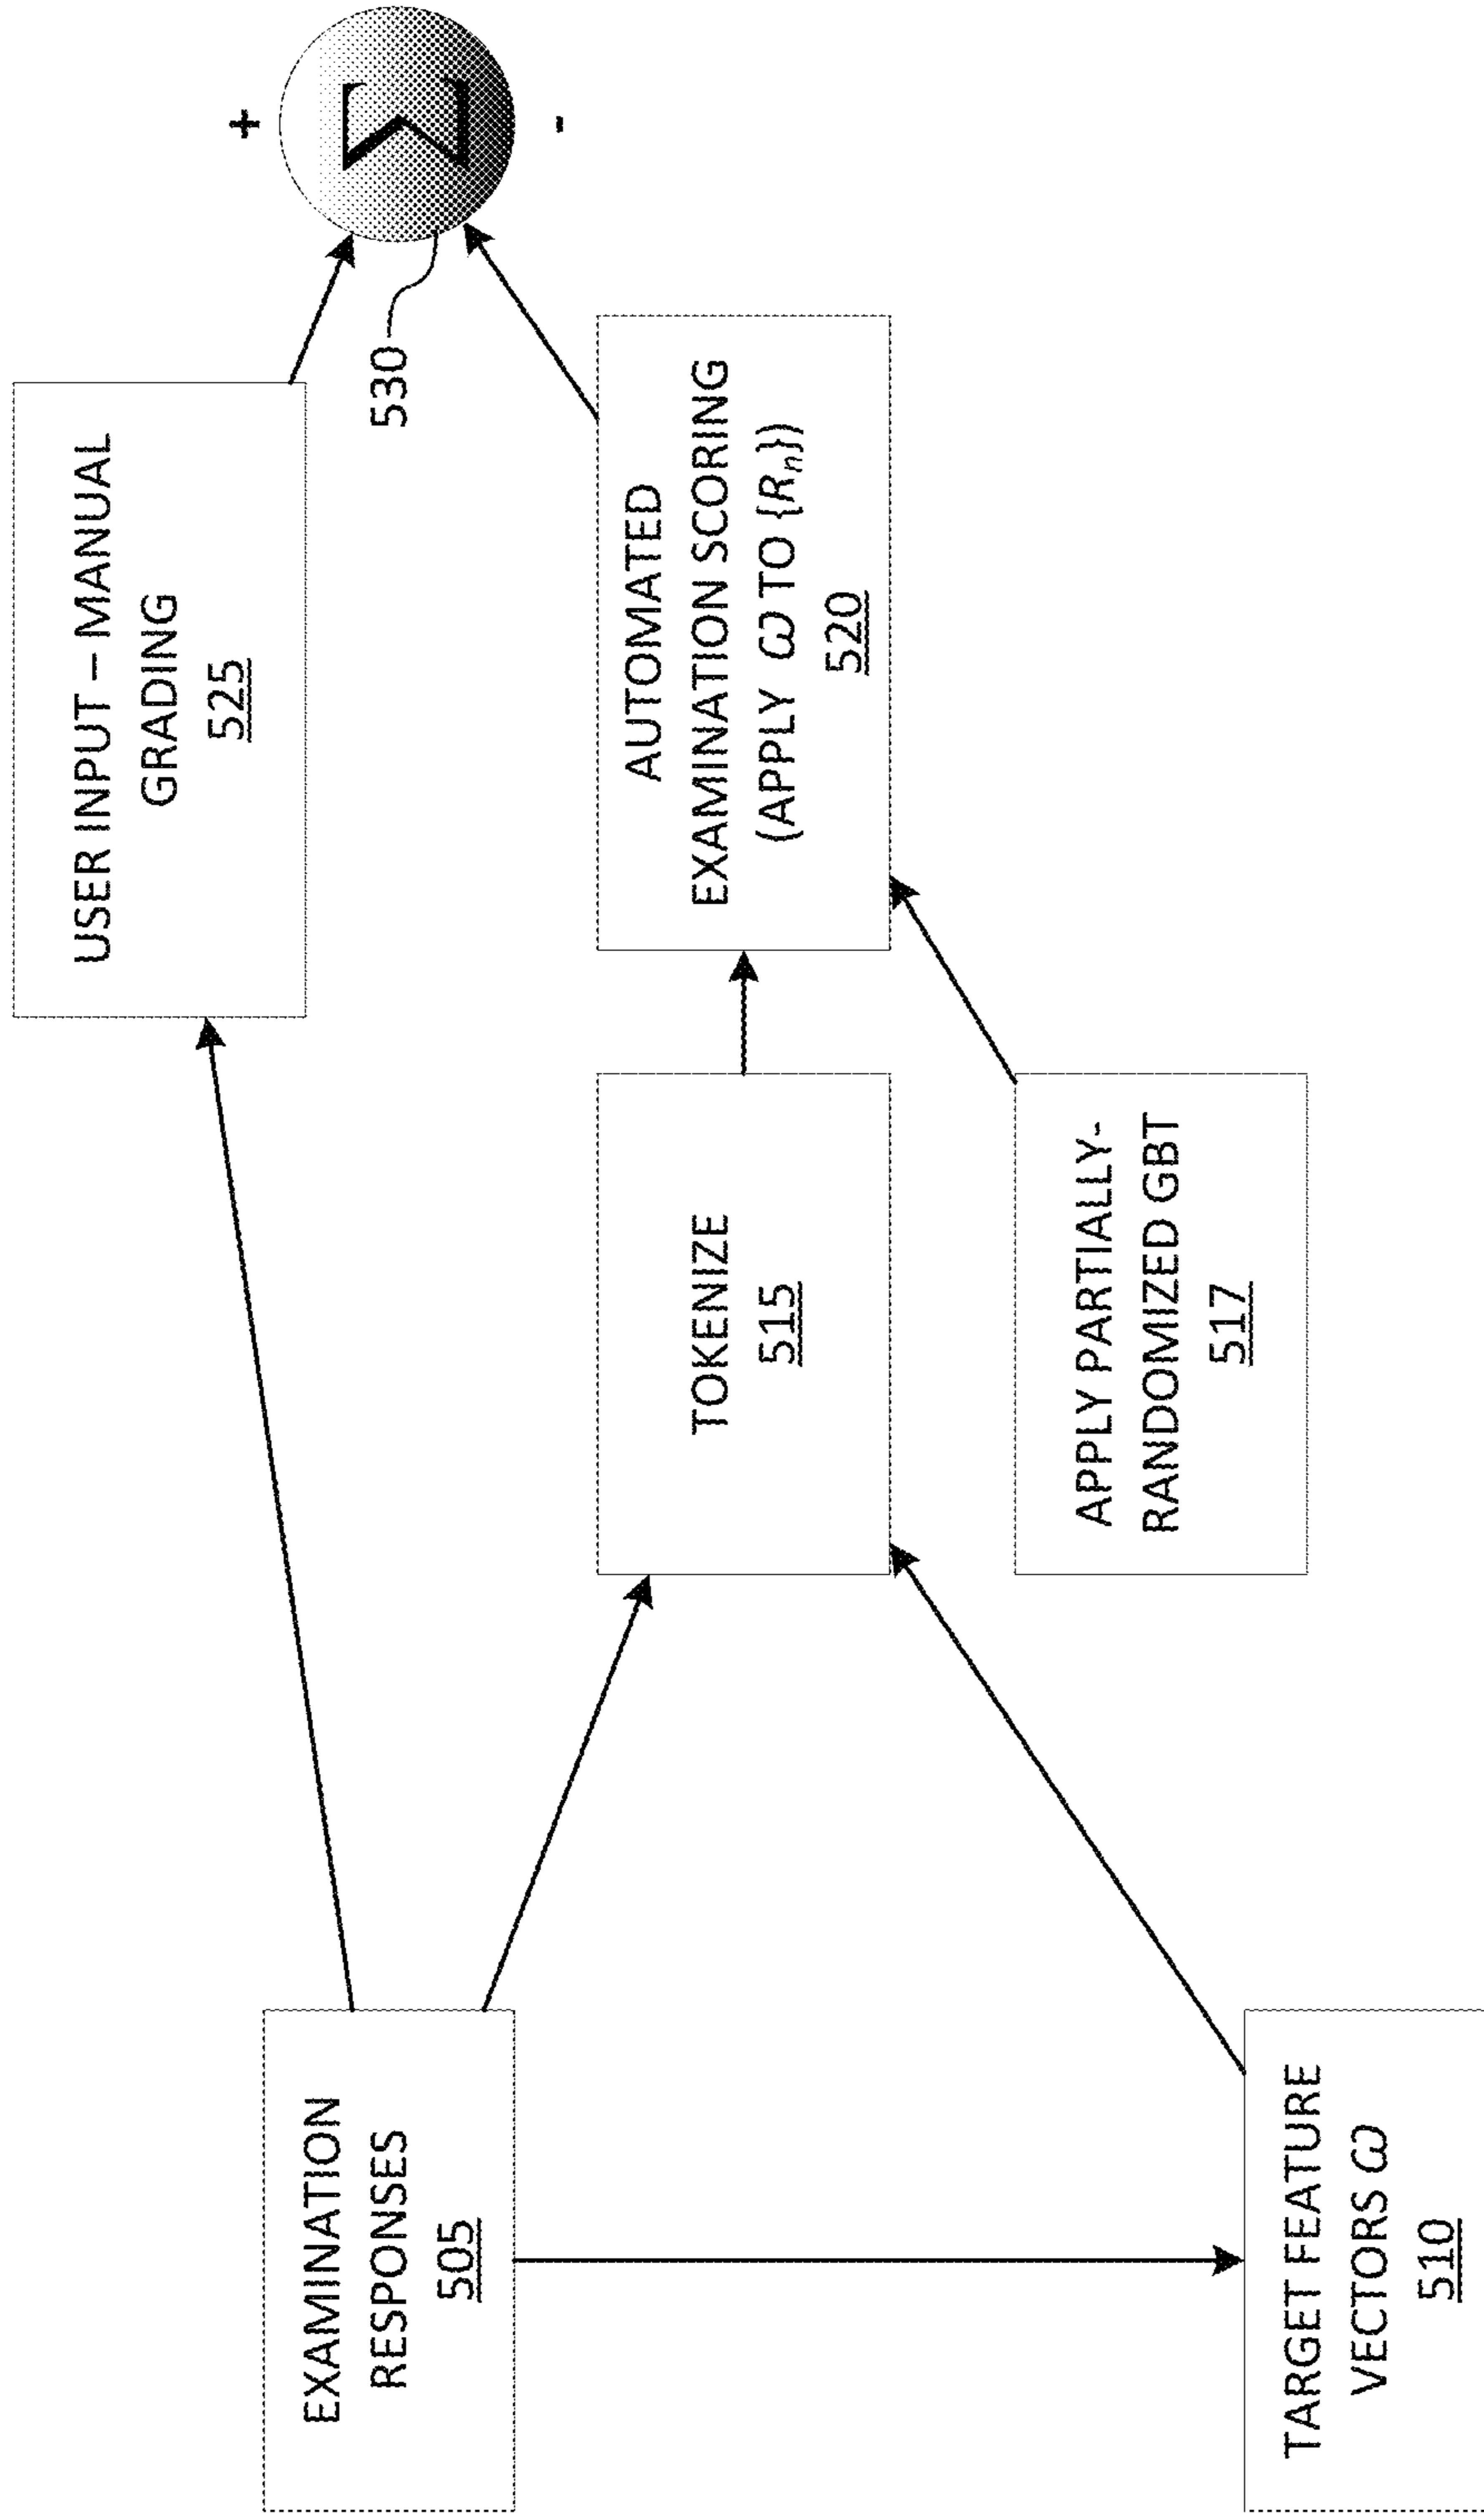 EXAMINATION
RESPONSES
505
TARGET FEATURE
VECTORS ω
510
TOKENIZE
515
APPLY PARTIALLY-
RANDOMIZED GBT
517
USER INPUT – MANUAL
GRADING
525
AUTOMATED
EXAMINATION SCORING
(APPLY ω TO {Rₙ})
520
530
+
Σ
-